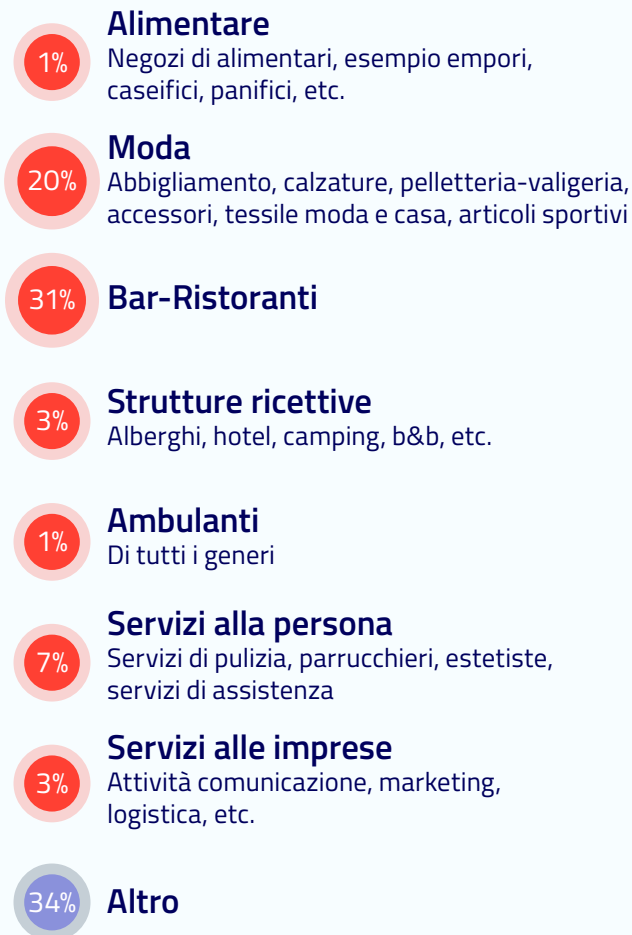 Alimentare
1%
Negozi di alimentari, esempio empori,
caseifici, panifici, etc.
Moda
20%
Abbigliamento, calzature, pelletteria-valigeria,
accessori, tessile moda e casa, articoli sportivi
31%
Bar-Ristoranti
Strutture ricettive
3%
Alberghi, hotel, camping, b&b, etc.
Ambulanti
1%
Di tutti i generi
Servizi alla persona
7%
Servizi di pulizia, parrucchieri, estetiste,
servizi di assistenza
Servizi alle imprese
3%
Attività comunicazione, marketing,
logistica, etc.
34%
Altro